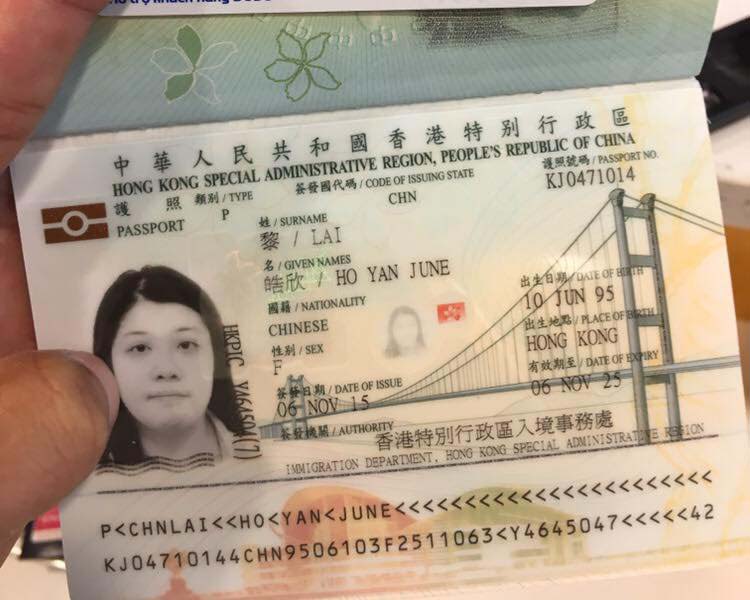 trợ khách hàng
中華人民共和國香港特別行政區
HONG KONG SPECIAL ADMINISTRATIVE REGION, PEOPLE'S REPUBLIC OF CHINA
護照 類別 / TYPE 簽發國代碼 / CODE OF ISSUING STATE 護照號碼 / PASSPORT NO.
PASSPORT P CHN KJ0471014
姓 / SURNAME
黎 / LAI
名 / GIVEN NAMES
皓欣 / HO YAN JUNE
國籍 / NATIONALITY 出生日期 / DATE OF BIRTH
CHINESE 10 JUN 95
性別 / SEX 出生地點 / PLACE OF BIRTH
F HONG KONG
簽發日期 / DATE OF ISSUE 有效期至 / DATE OF EXPIRY
06 NOV 15 06 NOV 25
簽發機關 / AUTHORITY 香港特別行政區入境事務處
IMMIGRATION DEPARTMENT, HONG KONG SPECIAL ADMINISTRATIVE REGION
P<CHNLAI<<HO<YAN<JUNE<<<<<<<<<<<<<<<<<<<<<<<
KJ04710144CHN9506103F2511063<Y4645047<<<<<42